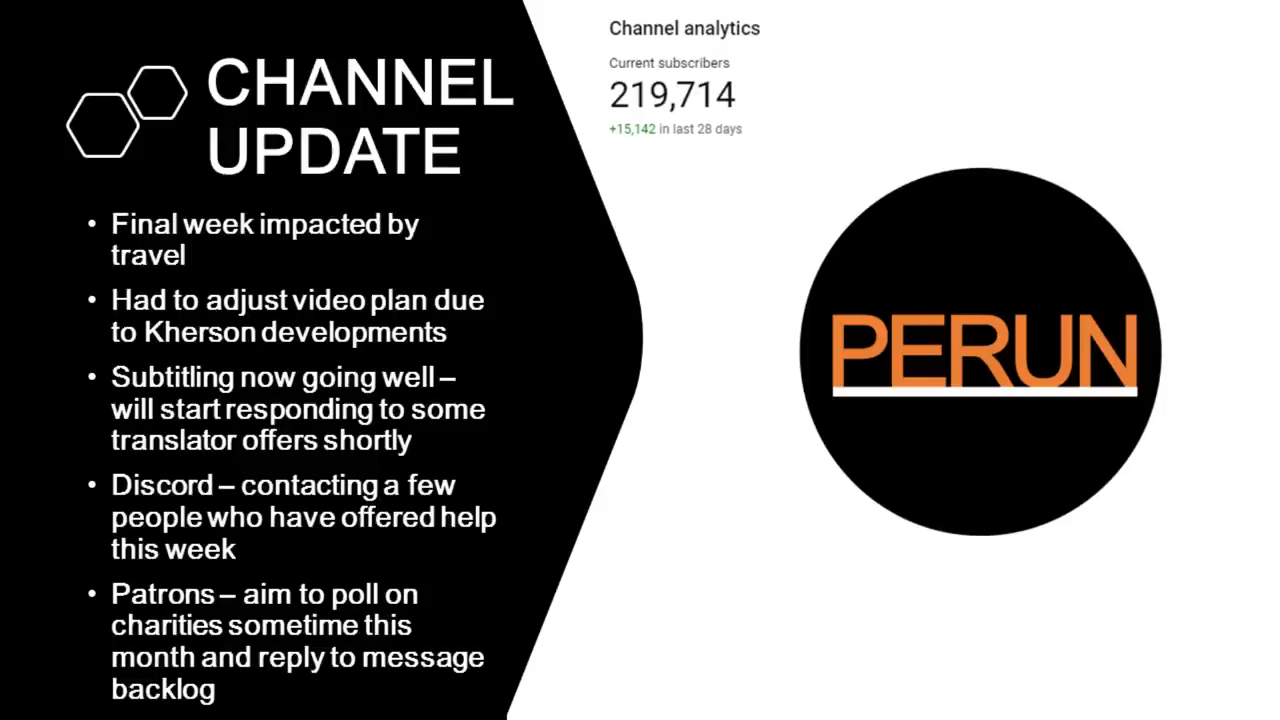 CHANNEL
UPDATE
• Final week impacted by
travel
• Had to adjust video plan due
to Kherson developments
• Subtitling now going well –
will start responding to some
translator offers shortly
• Discord – contacting a few
people who have offered help
this week
• Patrons – aim to poll on
charities sometime this
month and reply to message
backlog
Channel analytics
Current subscribers
219,714
+15,142 in last 28 days
PERUN